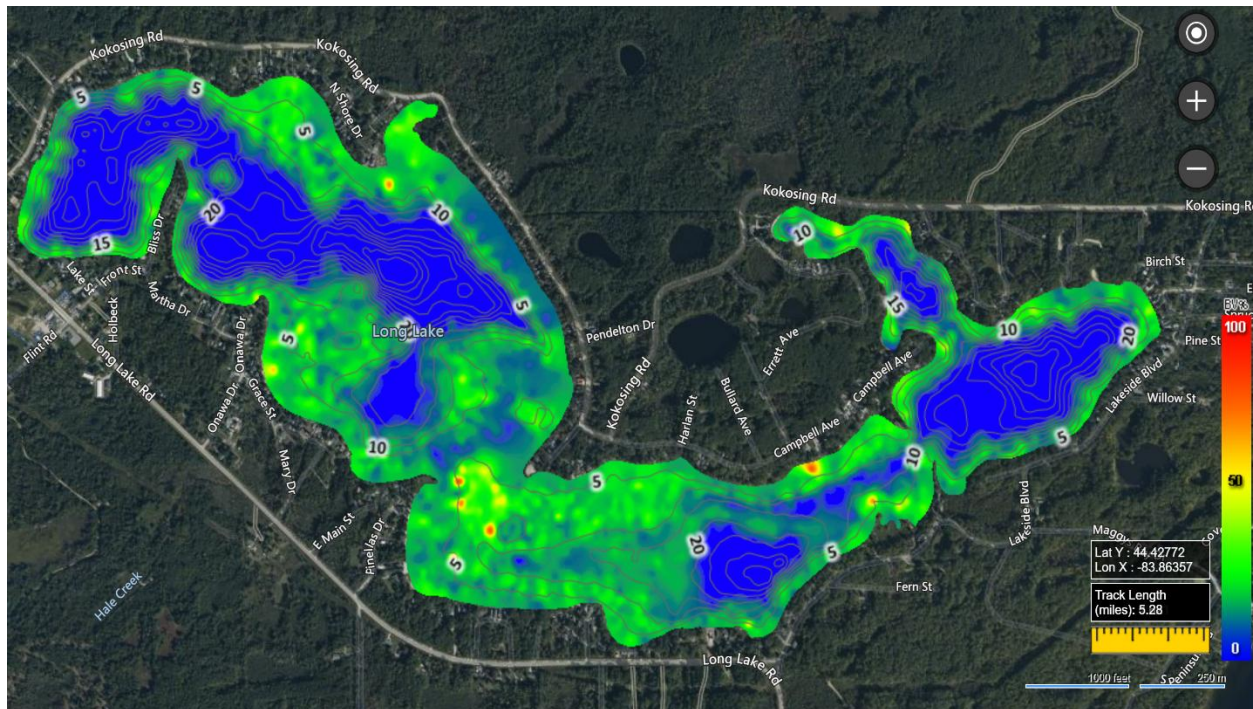 Kokosing Rd
Kokosing Rd
N Shore Dr
5
5
5
10
20
15
Bliss Dr
Lake St
Front St
Holbeck
Martha Dr
Flint Rd
Long Lake Rd
Onawa Dr
Onawa Dr
Grace St
Mary Dr
5
Long Lake
5
10
E Main St
Pinellas Dr
Hale Creek
5
5
20
5
10
Kokosing Rd
Pendelton Dr
Harlan St
Bullard Ave
Errett Ave
Campbell Ave
Campbell Ave
Kokosing Rd
Kokosing Rd
10
15
10
20
5
Birch St
Pine St
Willow St
Lakeside Blvd
Lakeside Blvd
Fern St
Long Lake Rd
BV%
100
50
0
Lat Y : 44.42772
Lon X : -83.86357
Track Length
(miles): 5.28
1000 feet
250 m